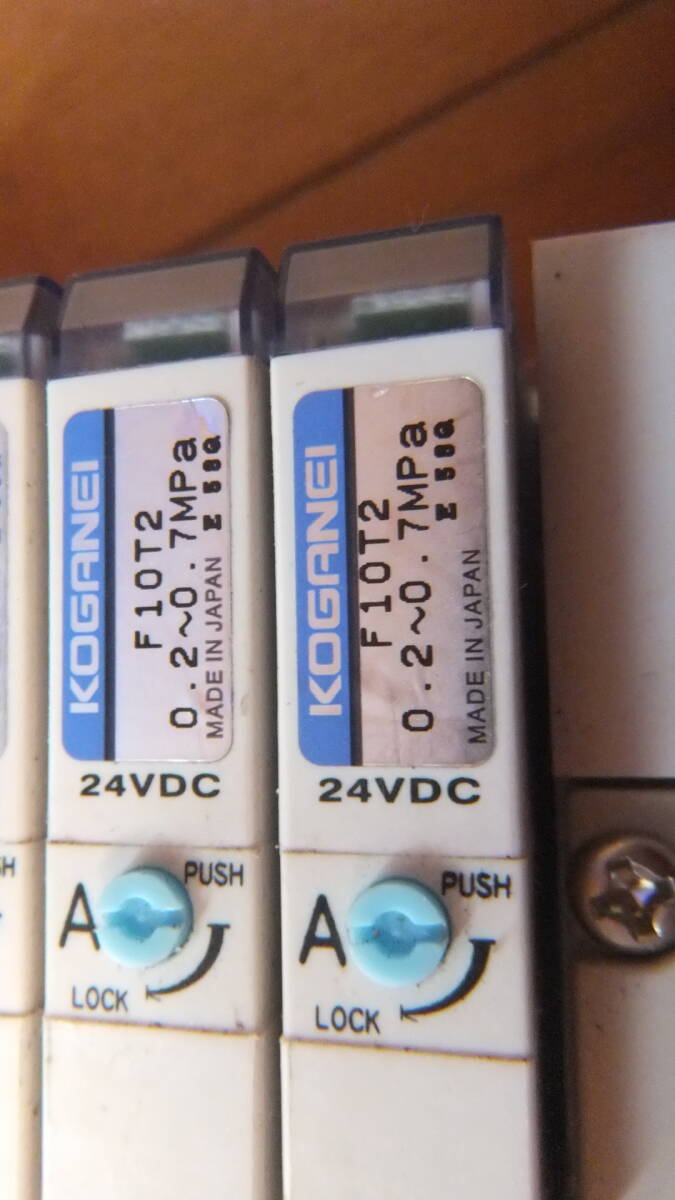 KOGANEI
F10T2
0.2~0.7MPa
MADE IN JAPAN
24VDC
A
PUSH
LOCK
KOGANEI
F10T2
0.2~0.7MPa
MADE IN JAPAN
24VDC
A
PUSH
LOCK